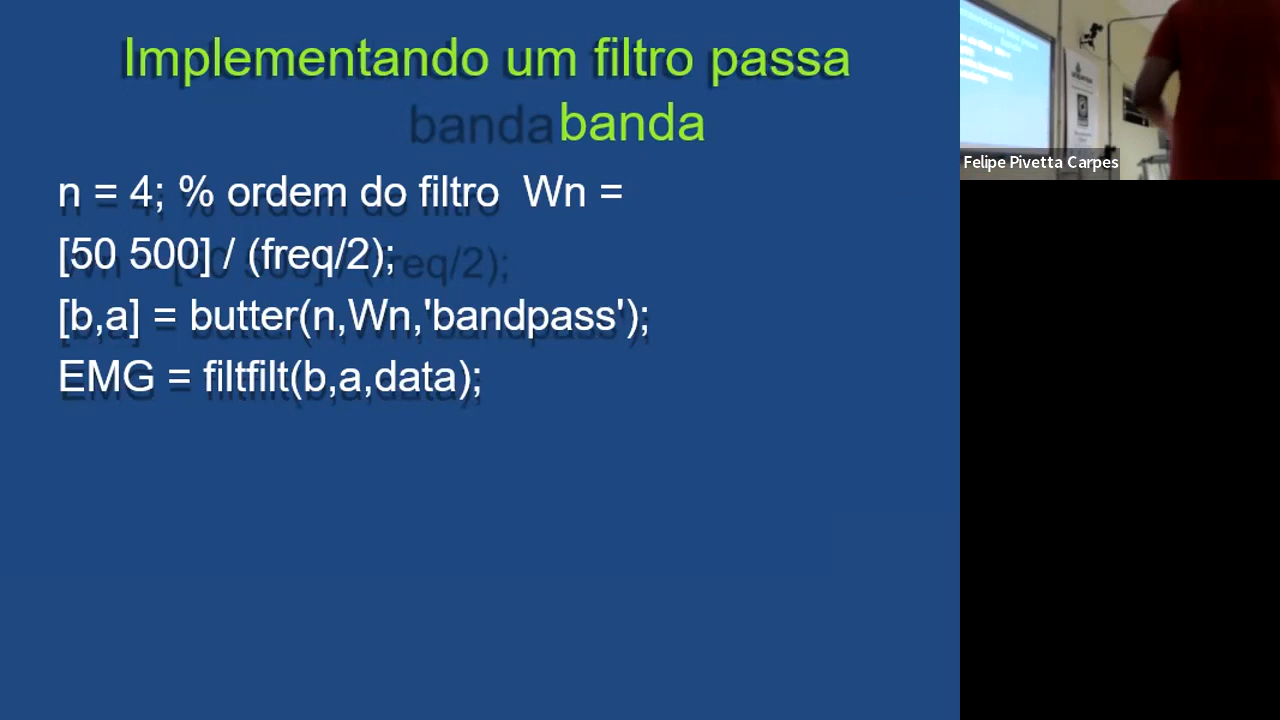 Implementando um filtro passa
banda
n = 4; % ordem do filtro Wn =
[50 500] / (freq/2);
[b,a] = butter(n,Wn,'bandpass');
EMG = filtfilt(b,a,data);
Felipe Pivetta Carpes